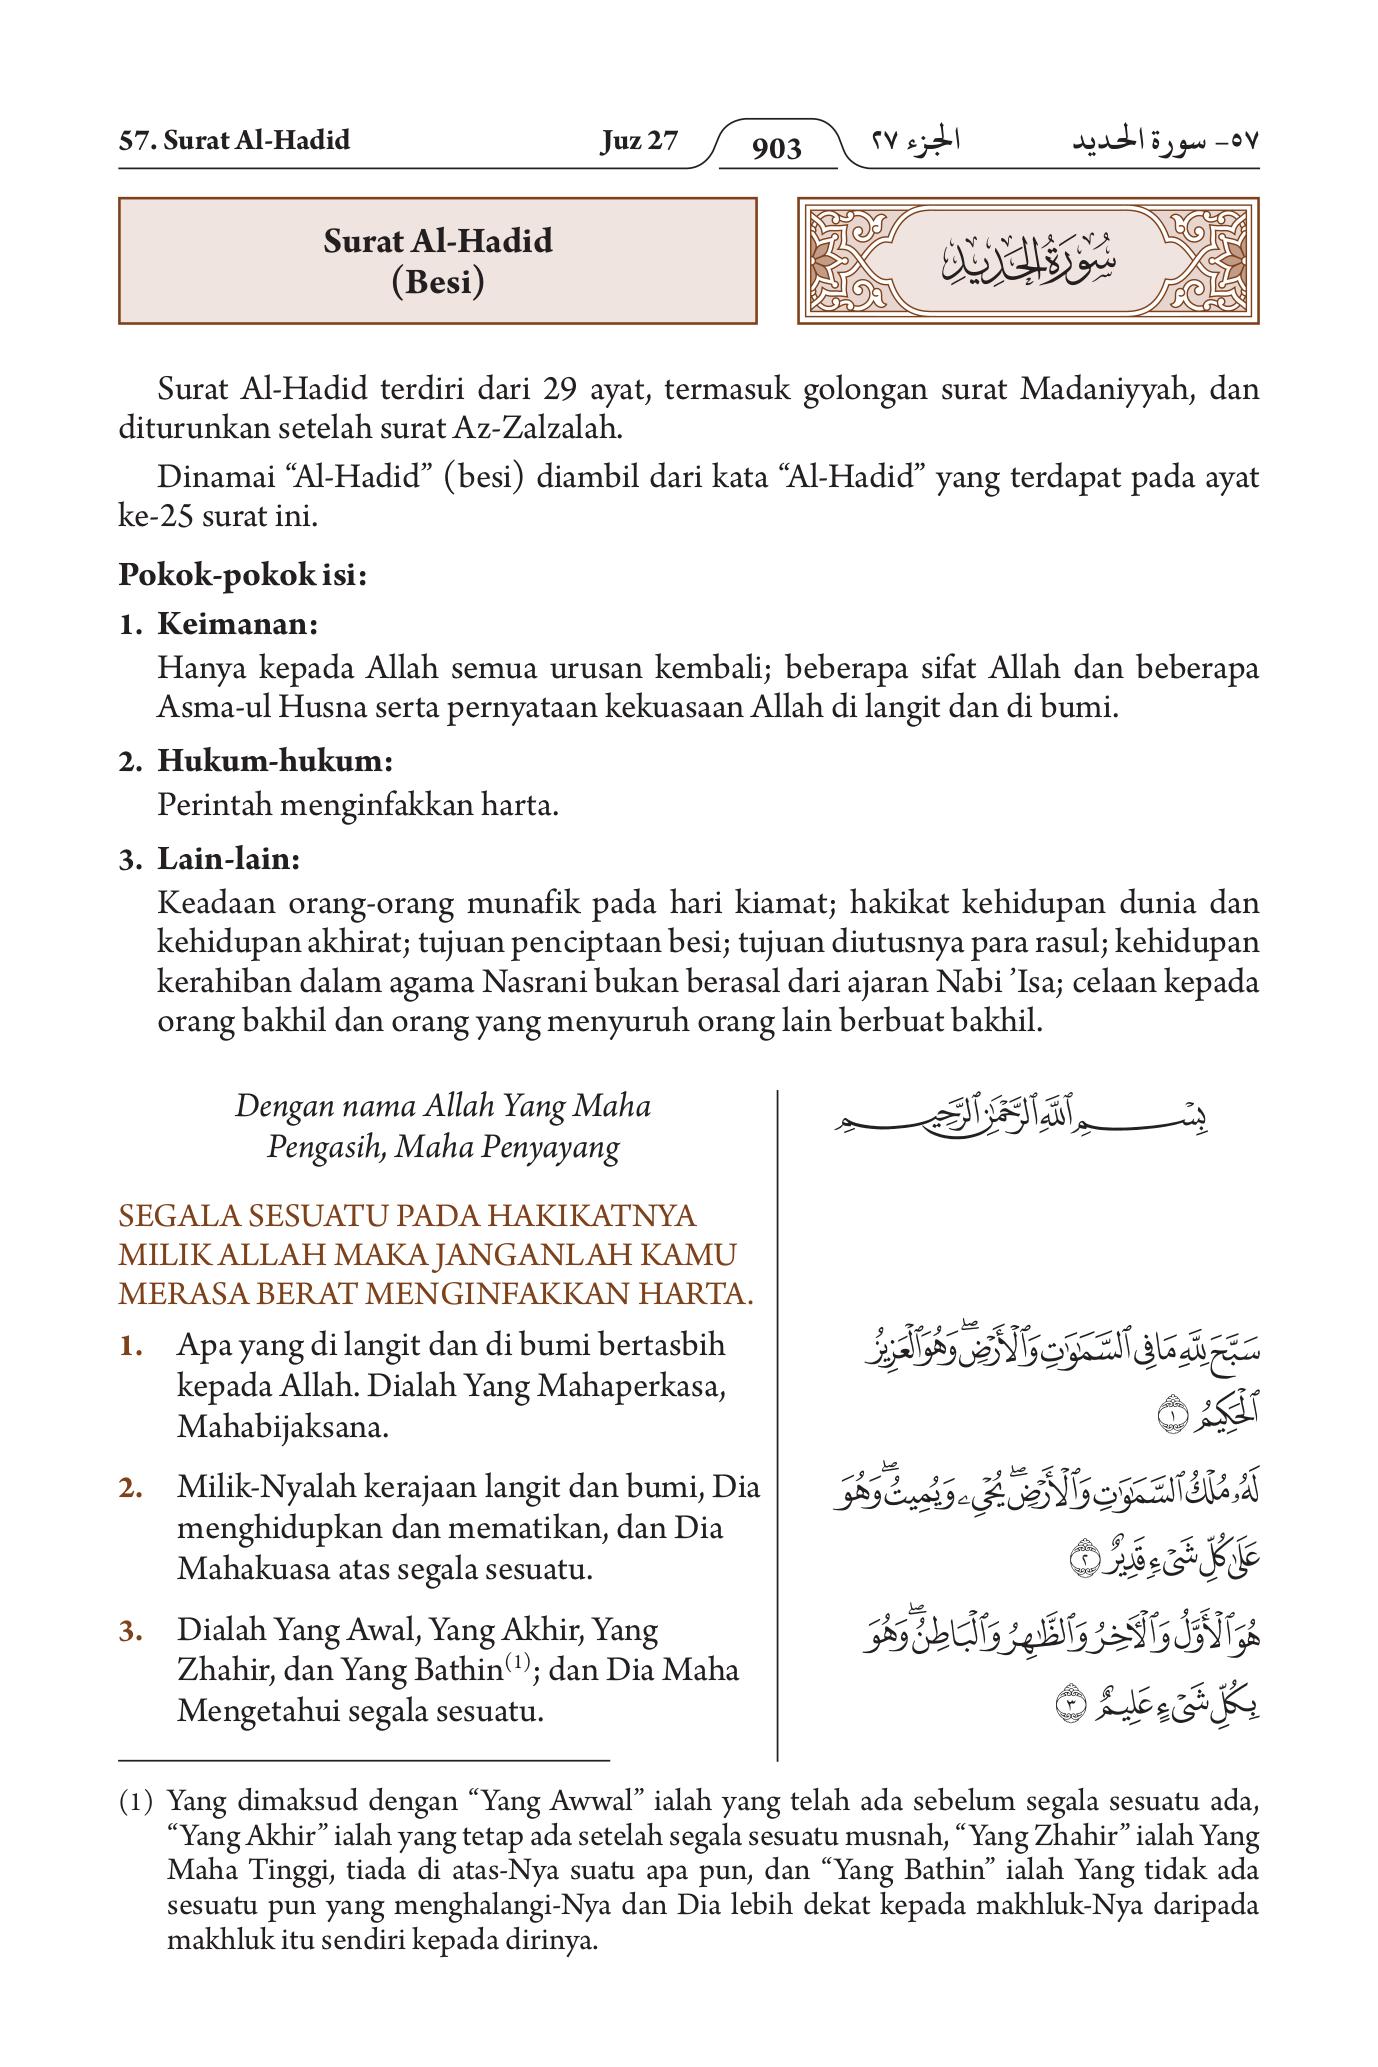 57. Surat Al-Hadid Juz 27 903 الجزء ٢٧ ٥٧- سورة الحديد
Surat Al-Hadid
(Besi)
سُورَةُ الْحَدِيدِ
Surat Al-Hadid terdiri dari 29 ayat, termasuk golongan surat Madaniyyah, dan
diturunkan setelah surat Az-Zalzalah.
Dinamai “Al-Hadid” (besi) diambil dari kata “Al-Hadid” yang terdapat pada ayat
ke-25 surat ini.
Pokok-pokok isi:
1. Keimanan:
Hanya kepada Allah semua urusan kembali; beberapa sifat Allah dan beberapa
Asma-ul Husna serta pernyataan kekuasaan Allah di langit dan di bumi.
2. Hukum-hukum:
Perintah menginfakkan harta.
3. Lain-lain:
Keadaan orang-orang munafik pada hari kiamat; hakikat kehidupan dunia dan
kehidupan akhirat; tujuan penciptaan besi; tujuan diutusnya para rasul; kehidupan
kerahiban dalam agama Nasrani bukan berasal dari ajaran Nabi ’Isa; celaan kepada
orang bakhil dan orang yang menyuruh orang lain berbuat bakhil.
Dengan nama Allah Yang Maha
Pengasih, Maha Penyayang
بِسْمِ ٱللَّهِ ٱلرَّحْمَٰنِ ٱلرَّحِيمِ
SEGALA SESUATU PADA HAKIKATNYA
MILIK ALLAH MAKA JANGANLAH KAMU
MERASA BERAT MENGINFAKKAN HARTA.
1. Apa yang di langit dan di bumi bertasbih
kepada Allah. Dialah Yang Mahaperkasa,
Mahabijaksana.
سَبَّحَ لِلَّهِ مَا فِى ٱلسَّمَٰوَٰتِ وَٱلْأَرْضِ ۖ وَهُوَ ٱلْعَزِيزُ
ٱلْحَكِيمُ ١
2. Milik-Nyalah kerajaan langit dan bumi, Dia
menghidupkan dan mematikan, dan Dia
Mahakuasa atas segala sesuatu.
لَهُۥ مُلْكُ ٱلسَّمَٰوَٰتِ وَٱلْأَرْضِ ۖ يُحْىِۦ وَيُمِيتُ ۖ وَهُوَ
عَلَىٰ كُلِّ شَىْءٍ قَدِيرٌ ٢
3. Dialah Yang Awal, Yang Akhir, Yang
Zhahir, dan Yang Bathin(1); dan Dia Maha
Mengetahui segala sesuatu.
هُوَ ٱلْأَوَّلُ وَٱلْءَاخِرُ وَٱلظَّٰهِرُ وَٱلْبَاطِنُ ۖ وَهُوَ
بِكُلِّ شَىْءٍ عَلِيمٌ ٣
(1) Yang dimaksud dengan “Yang Awwal” ialah yang telah ada sebelum segala sesuatu ada,
“Yang Akhir” ialah yang tetap ada setelah segala sesuatu musnah, “Yang Zhahir” ialah Yang
Maha Tinggi, tiada di atas-Nya suatu apa pun, dan “Yang Bathin” ialah Yang tidak ada
sesuatu pun yang menghalangi-Nya dan Dia lebih dekat kepada makhluk-Nya daripada
makhluk itu sendiri kepada dirinya.